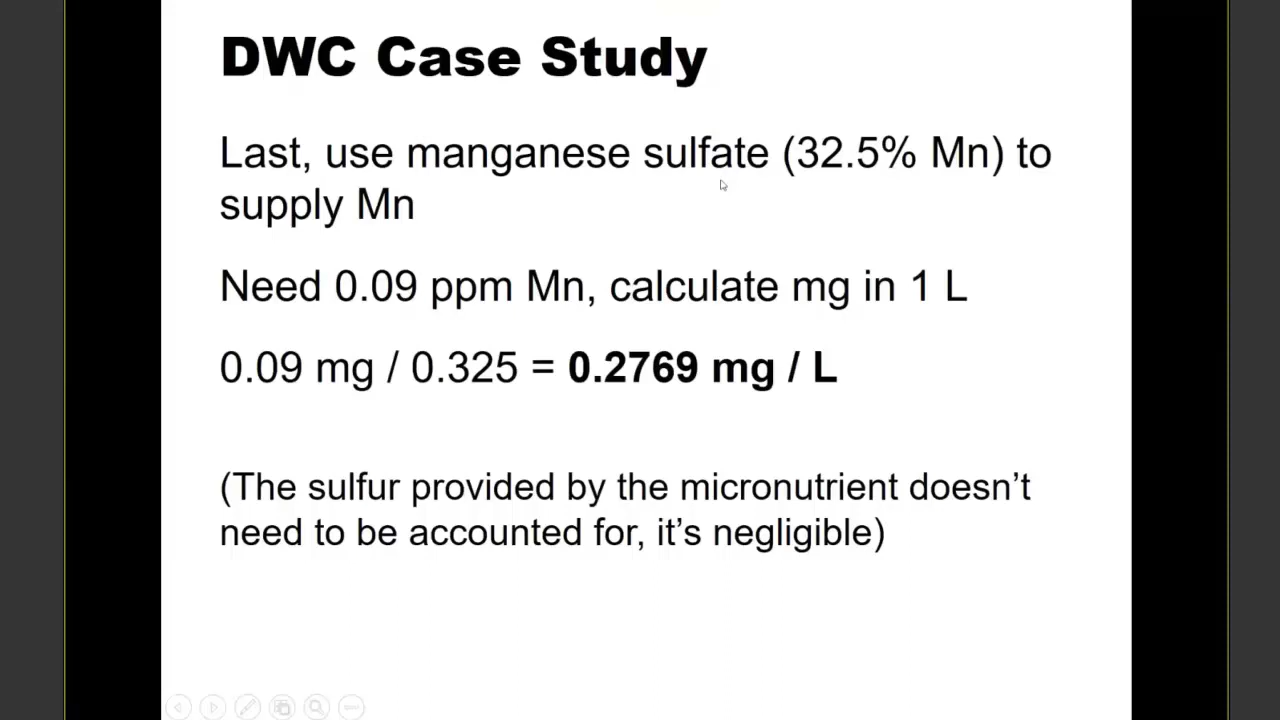 DWC Case Study
Last, use manganese sulfate (32.5% Mn) to
supply Mn
Need 0.09 ppm Mn, calculate mg in 1 L
0.09 mg / 0.325 = 0.2769 mg / L
(The sulfur provided by the micronutrient doesn’t
need to be accounted for, it’s negligible)